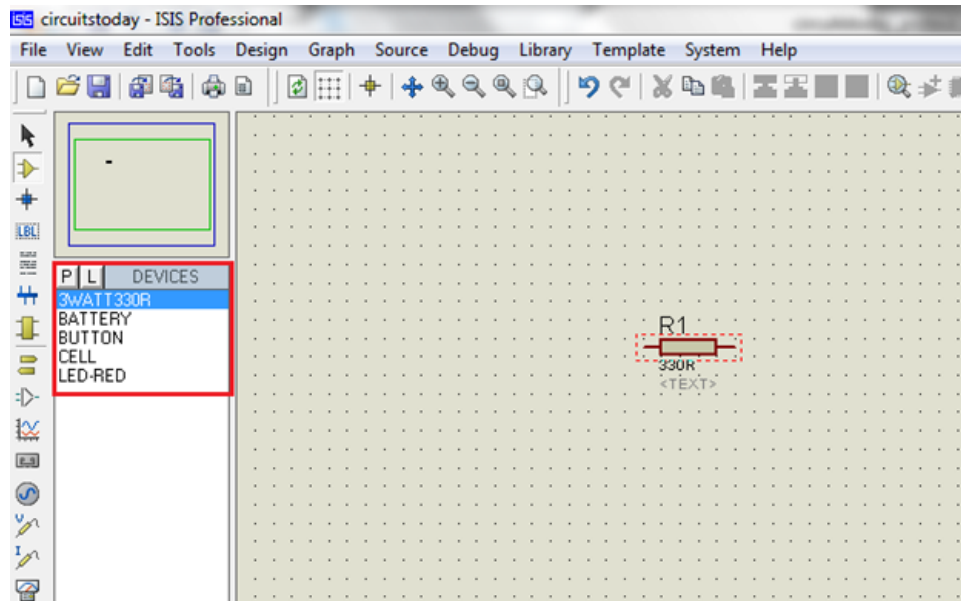 isis circuitstoday - ISIS Professional
File View Edit Tools Design Graph Source Debug Library Template System Help
LBL
P L DEVICES
3WATT330R
BATTERY
BUTTON
CELL
LED-RED
R1
330R
<TEXT>
V
I